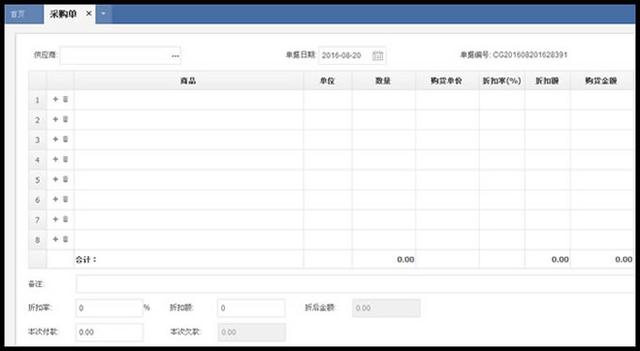 首页 采购单 ×
供应商: ... 单据日期: 2016-08-20 单据编号: CG201608201628391
商品 单位 数量 购货单价 折扣率(%) 折扣额 购货金额
1
2
3
4
5
6
7
8
合计： 0.00 0.00 0.00
备注:
折扣率: 0 % 折扣额: 0 折后金额: 0.00
本次付款: 0.00 本次欠款: 0.00